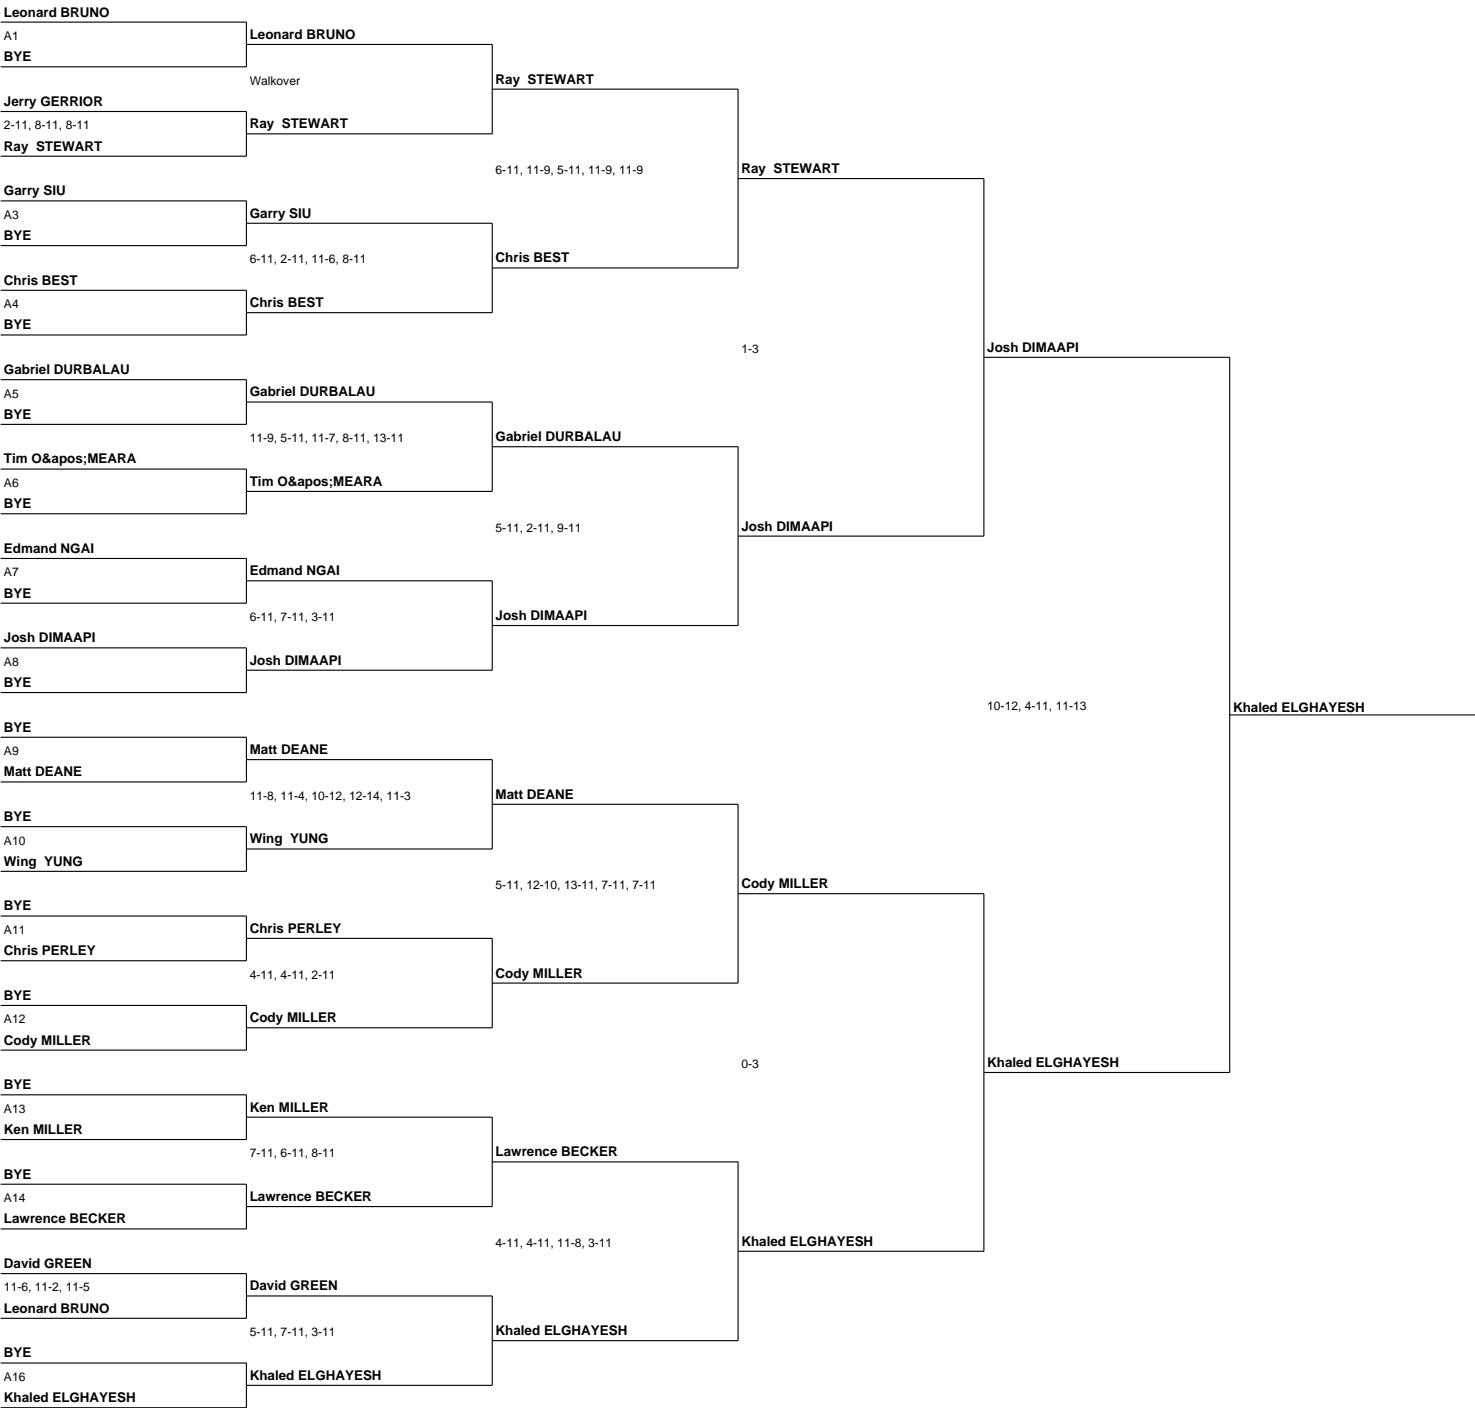 Leonard BRUNO
A1
Leonard BRUNO
BYE
Walkover
Ray  STEWART
Jerry GERRIOR
2-11, 8-11, 8-11
Ray  STEWART
Ray  STEWART
6-11, 11-9, 5-11, 11-9, 11-9
Ray  STEWART
Garry SIU
A3
Garry SIU
BYE
6-11, 2-11, 11-6, 8-11
Chris BEST
Chris BEST
A4
Chris BEST
BYE
1-3
Josh DIMAAPI
Gabriel DURBALAU
A5
Gabriel DURBALAU
BYE
11-9, 5-11, 11-7, 8-11, 13-11
Gabriel DURBALAU
Tim O&apos;MEARA
A6
Tim O&apos;MEARA
BYE
5-11, 2-11, 9-11
Josh DIMAAPI
Edmand NGAI
A7
Edmand NGAI
BYE
6-11, 7-11, 3-11
Josh DIMAAPI
Josh DIMAAPI
A8
Josh DIMAAPI
BYE
10-12, 4-11, 11-13
Khaled ELGHAYESH
BYE
A9
Matt DEANE
Matt DEANE
11-8, 11-4, 10-12, 12-14, 11-3
Matt DEANE
BYE
A10
Wing  YUNG
Wing  YUNG
5-11, 12-10, 13-11, 7-11, 7-11
Cody MILLER
BYE
A11
Chris PERLEY
Chris PERLEY
4-11, 4-11, 2-11
Cody MILLER
BYE
A12
Cody MILLER
Cody MILLER
0-3
Khaled ELGHAYESH
BYE
A13
Ken MILLER
Ken MILLER
7-11, 6-11, 8-11
Lawrence BECKER
BYE
A14
Lawrence BECKER
Lawrence BECKER
4-11, 4-11, 11-8, 3-11
Khaled ELGHAYESH
David GREEN
11-6, 11-2, 11-5
David GREEN
Leonard BRUNO
5-11, 7-11, 3-11
Khaled ELGHAYESH
BYE
A16
Khaled ELGHAYESH
Khaled ELGHAYESH